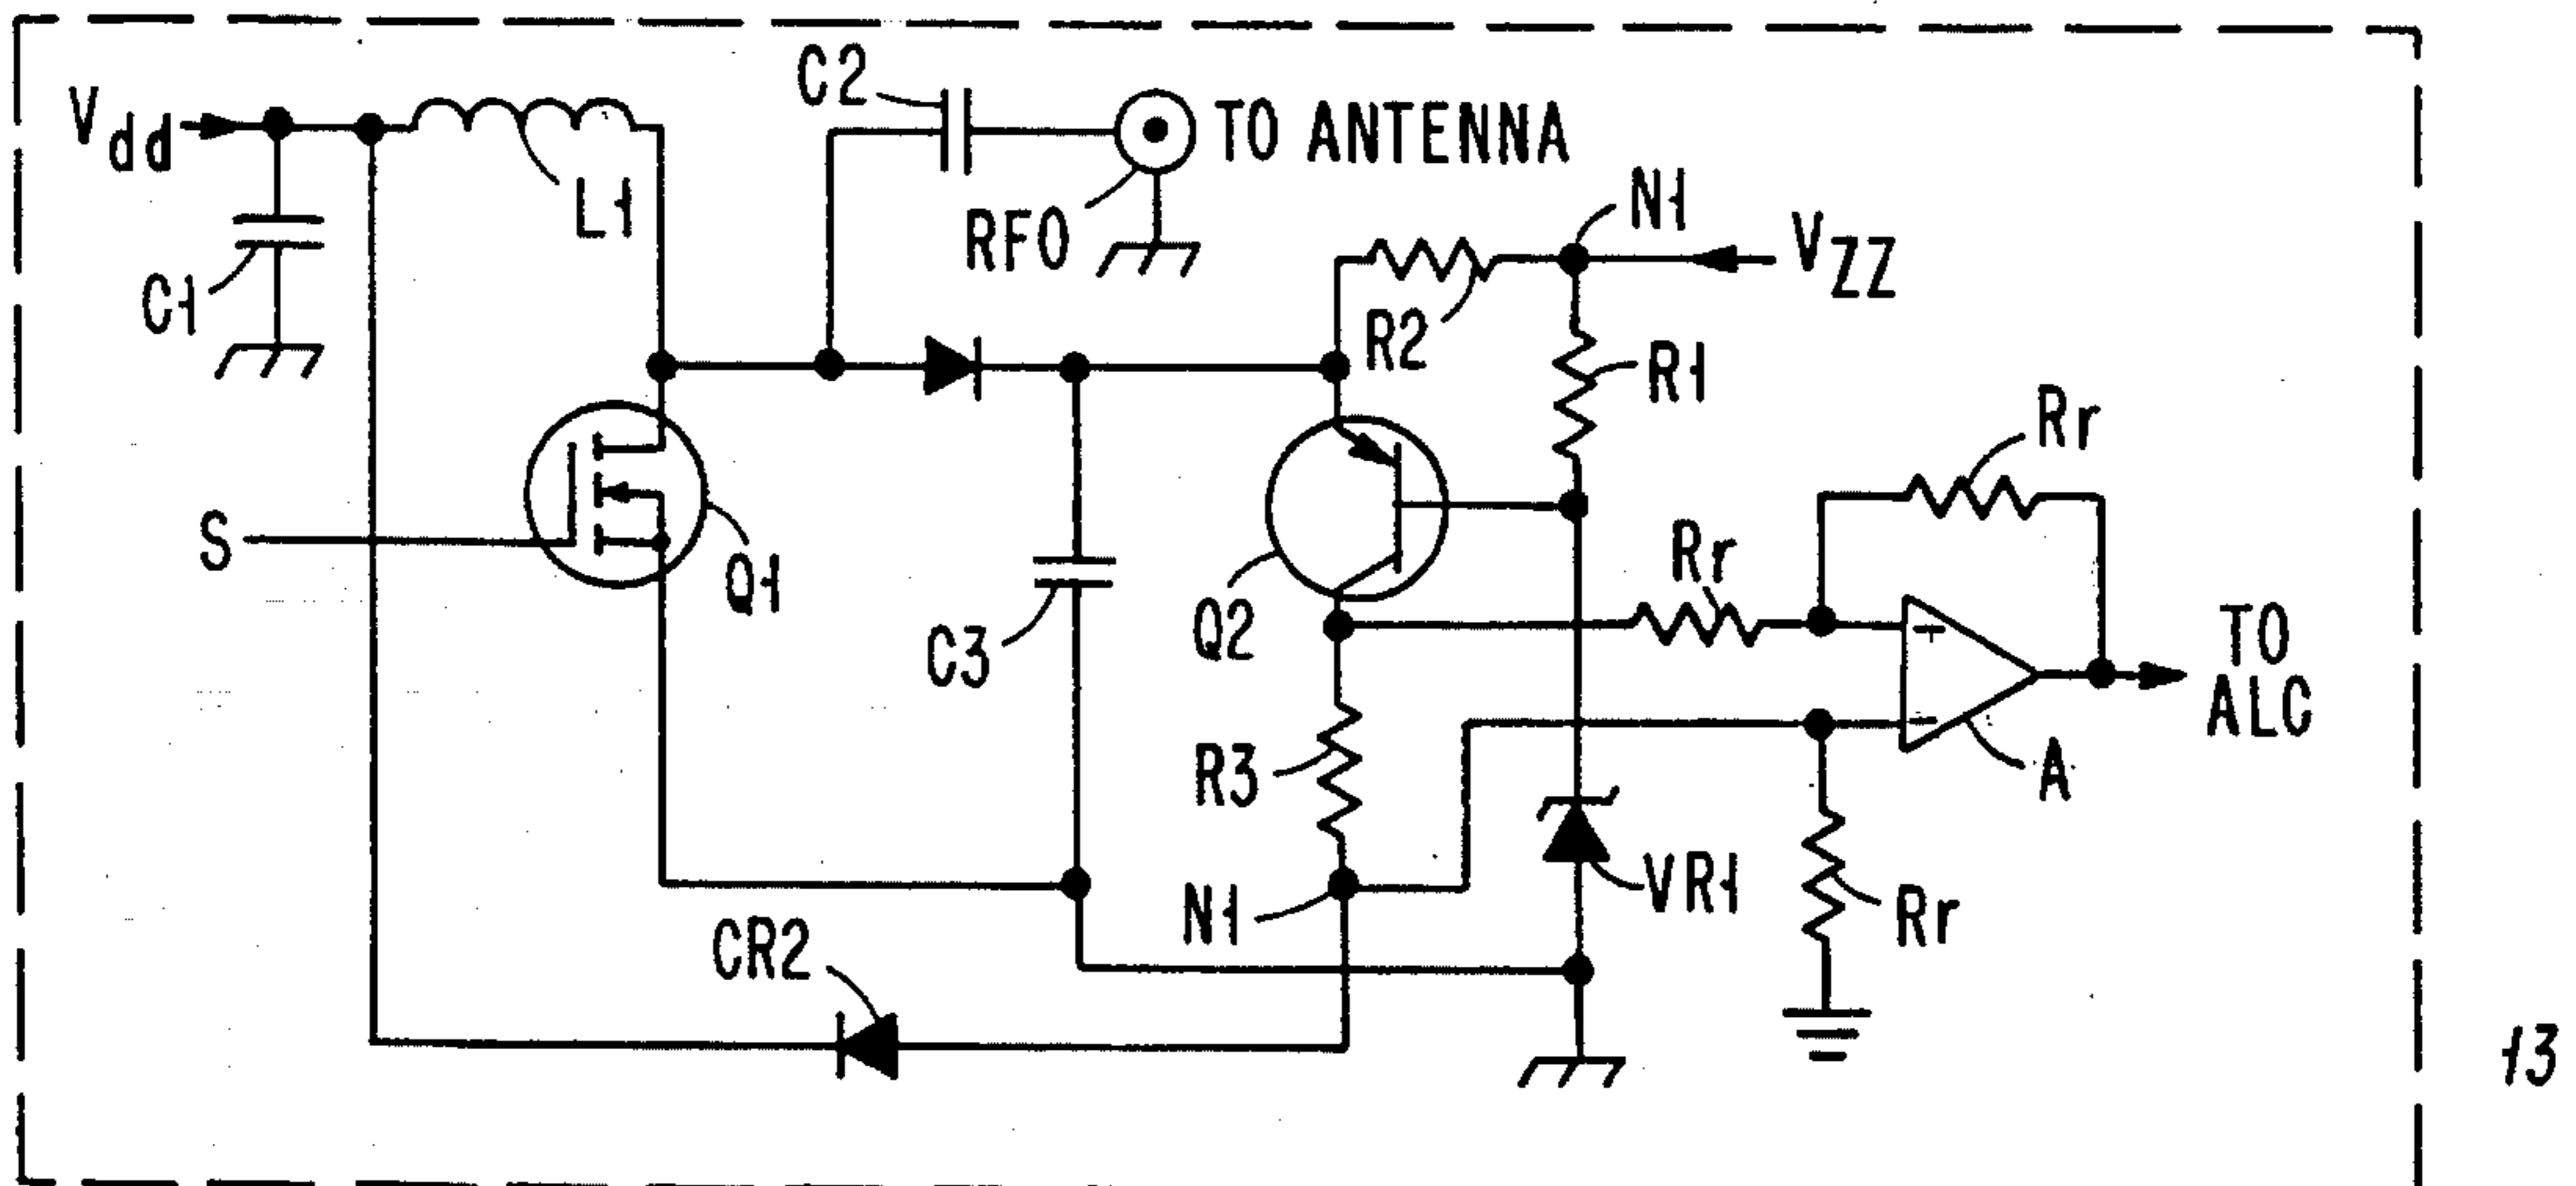 C2
Vdd
TO ANTENNA
L1
RFO
N1
VZZ
C1
R2
R1
Rr
S
Q1
Rr
Q2
C3
+
TO
ALC
−
R3
A
VR1
N1
Rr
CR2
13